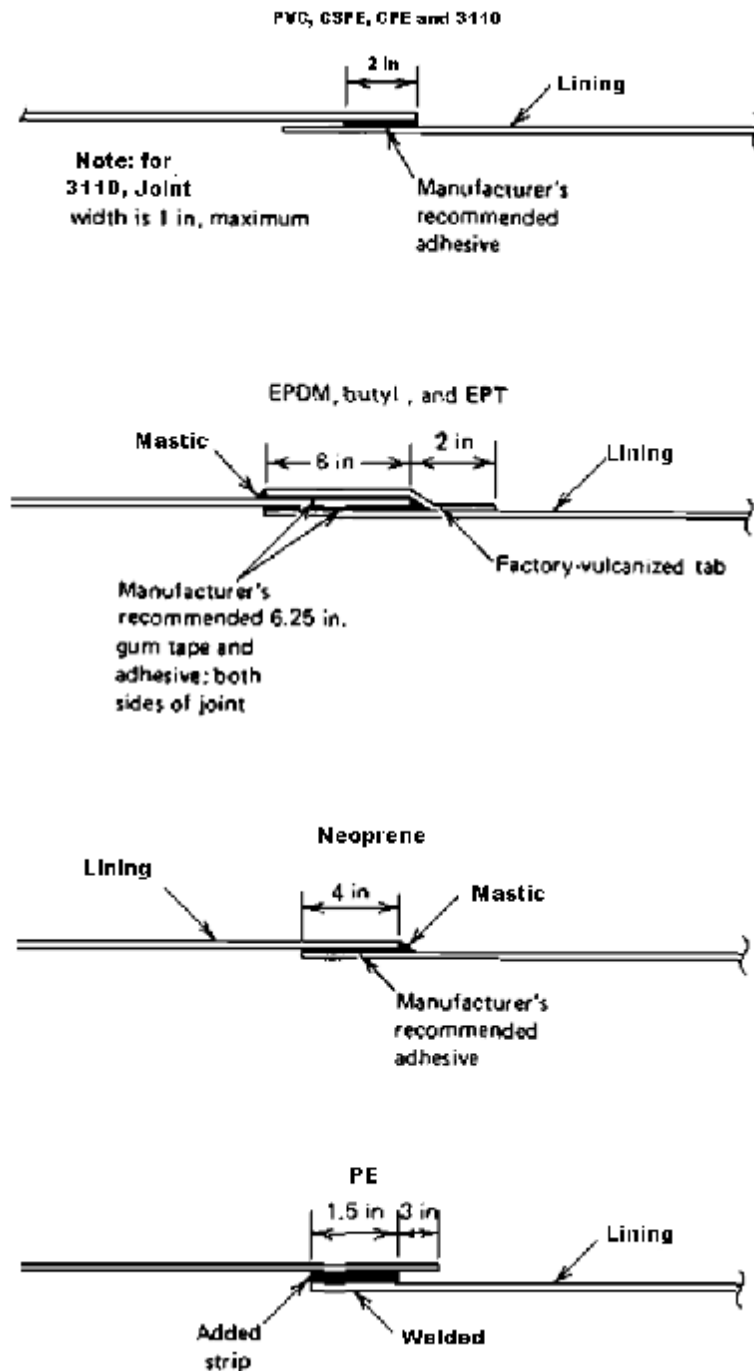 PVC, CSPE, CPE and 3110
2 in
Lining
Note: for
3110, Joint
width is 1 in, maximum
Manufacturer's
recommended
adhesive
EPDM, butyl, and EPT
Mastic
6 in
2 in
Lining
Factory-vulcanized tab
Manufacturer's
recommended 6.25 in.
gum tape and
adhesive; both
sides of joint
Neoprene
Lining
4 in
Mastic
Manufacturer's
recommended
adhesive
PE
1.5 in
3 in
Lining
Added
strip
Welded